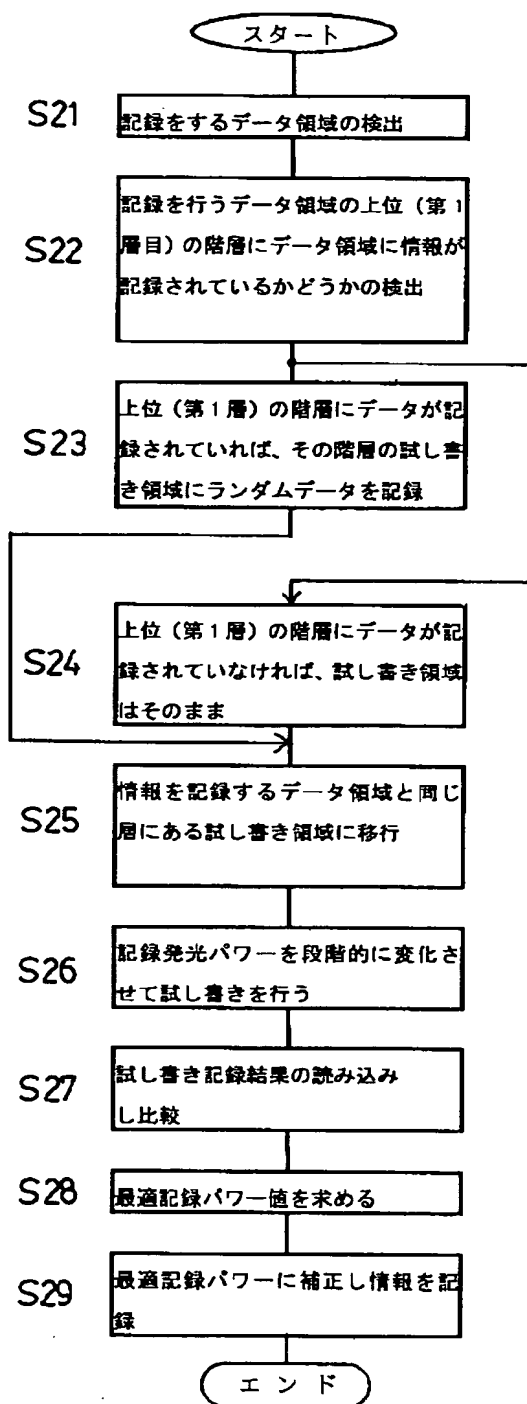 スタート
S21
記録をするデータ領域の検出
S22
記録を行うデータ領域の上位（第1
層目）の階層にデータ領域に情報が
記録されているかどうかの検出
S23
上位（第1層）の階層にデータが記
録されていれば、その階層の試し書
き領域にランダムデータを記録
S24
上位（第1層）の階層にデータが記
録されていなければ、試し書き領域
はそのまま
S25
情報を記録するデータ領域と同じ
層にある試し書き領域に移行
S26
記録発光パワーを段階的に変化さ
せて試し書きを行う
S27
試し書き記録結果の読み込み
し比較
S28
最適記録パワー値を求める
S29
最適記録パワーに補正し情報を記
録
エンド